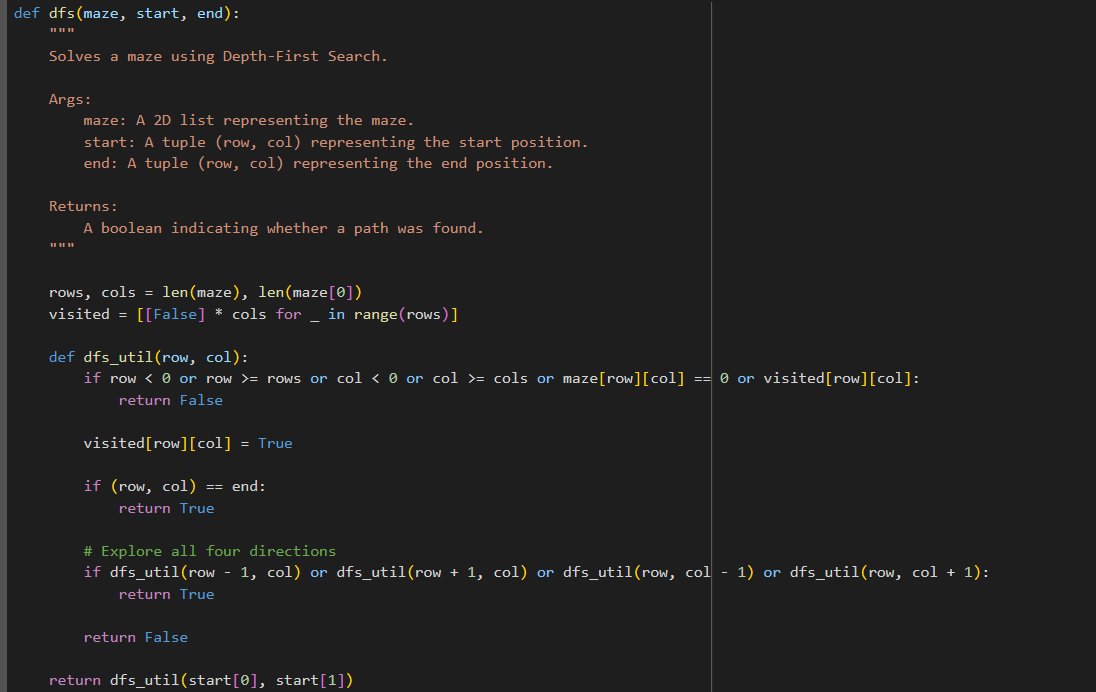 def dfs(maze, start, end):
    """
    Solves a maze using Depth-First Search.

    Args:
        maze: A 2D list representing the maze.
        start: A tuple (row, col) representing the start position.
        end: A tuple (row, col) representing the end position.

    Returns:
        A boolean indicating whether a path was found.
    """

    rows, cols = len(maze), len(maze[0])
    visited = [[False] * cols for _ in range(rows)]

    def dfs_util(row, col):
        if row < 0 or row >= rows or col < 0 or col >= cols or maze[row][col] == 0 or visited[row][col]:
            return False

        visited[row][col] = True

        if (row, col) == end:
            return True

        # Explore all four directions
        if dfs_util(row - 1, col) or dfs_util(row + 1, col) or dfs_util(row, col - 1) or dfs_util(row, col + 1):
            return True

        return False

    return dfs_util(start[0], start[1])